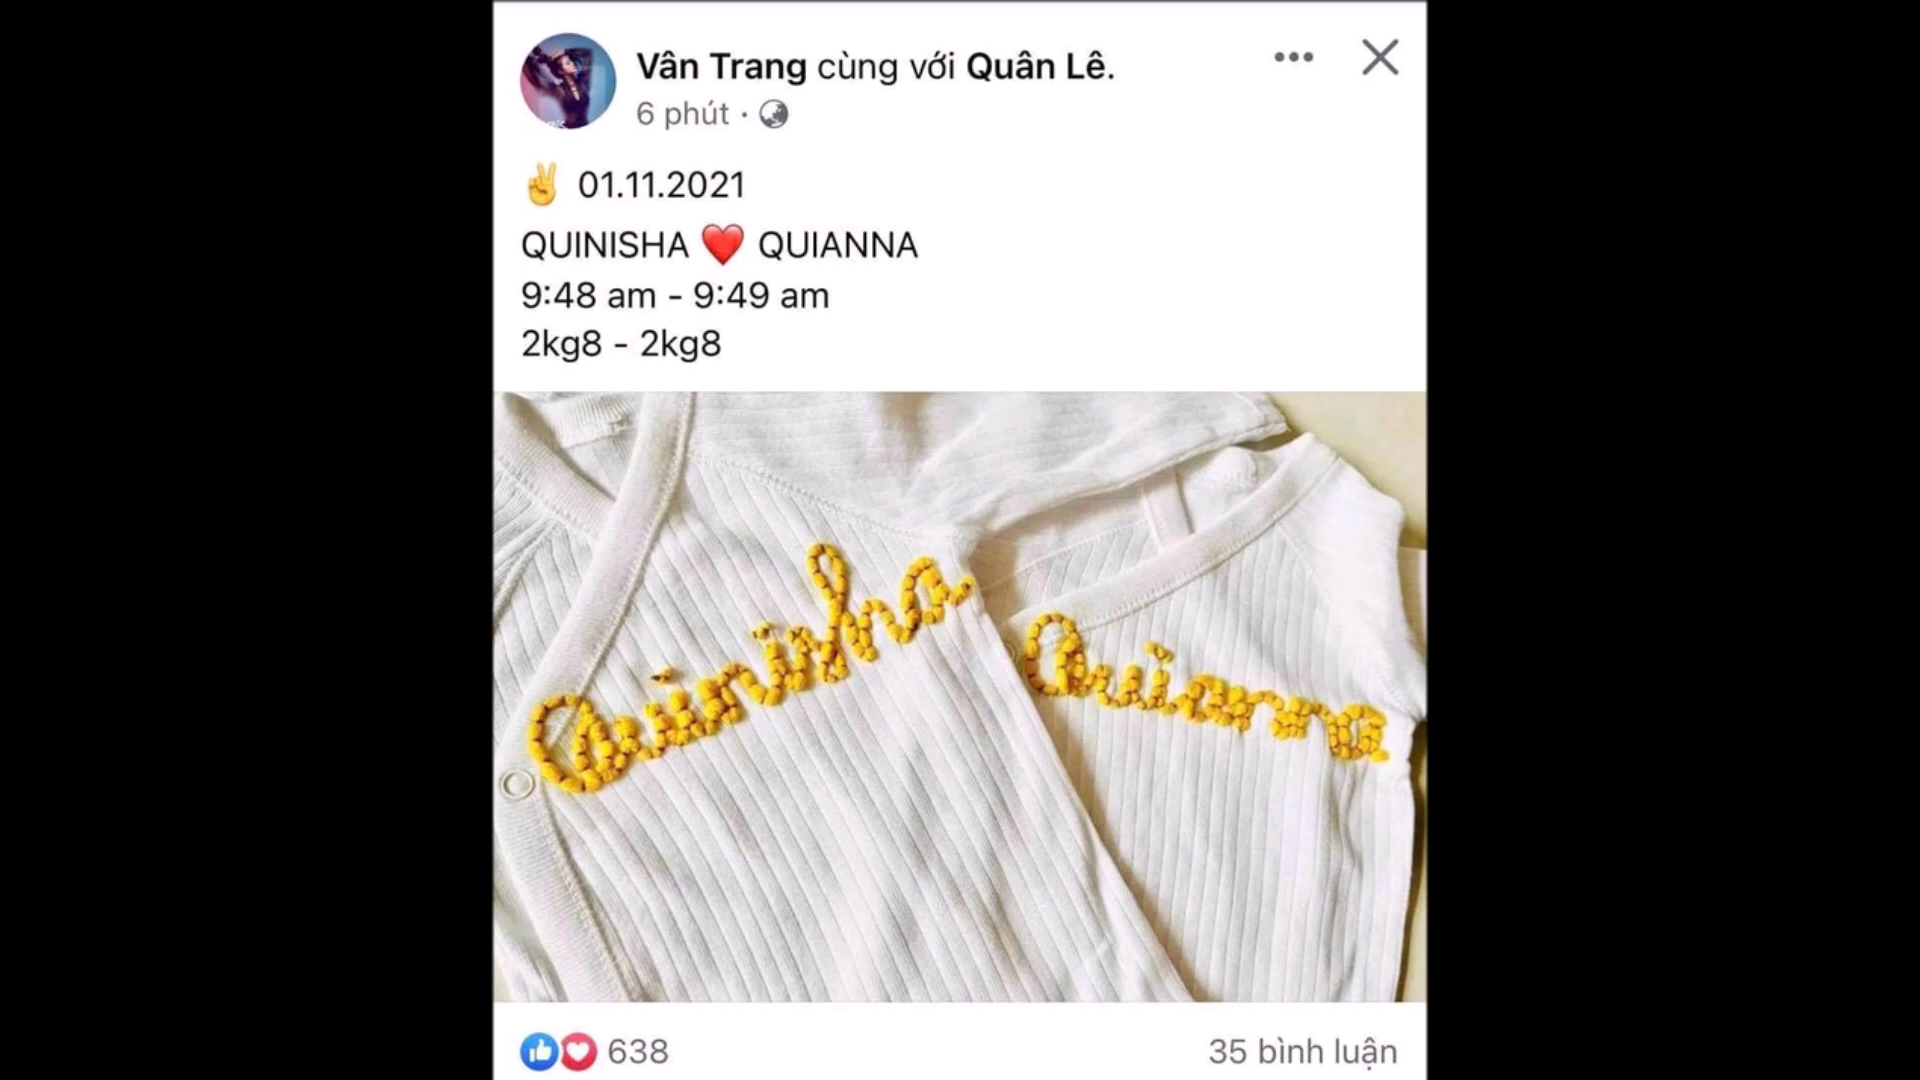 Vân Trang cùng với Quân Lê.
6 phút ·
✌️ 01.11.2021
QUINISHA ❤️ QUIANNA
9:48 am - 9:49 am
2kg8 - 2kg8
Quinisha
Quianna
638
35 bình luận